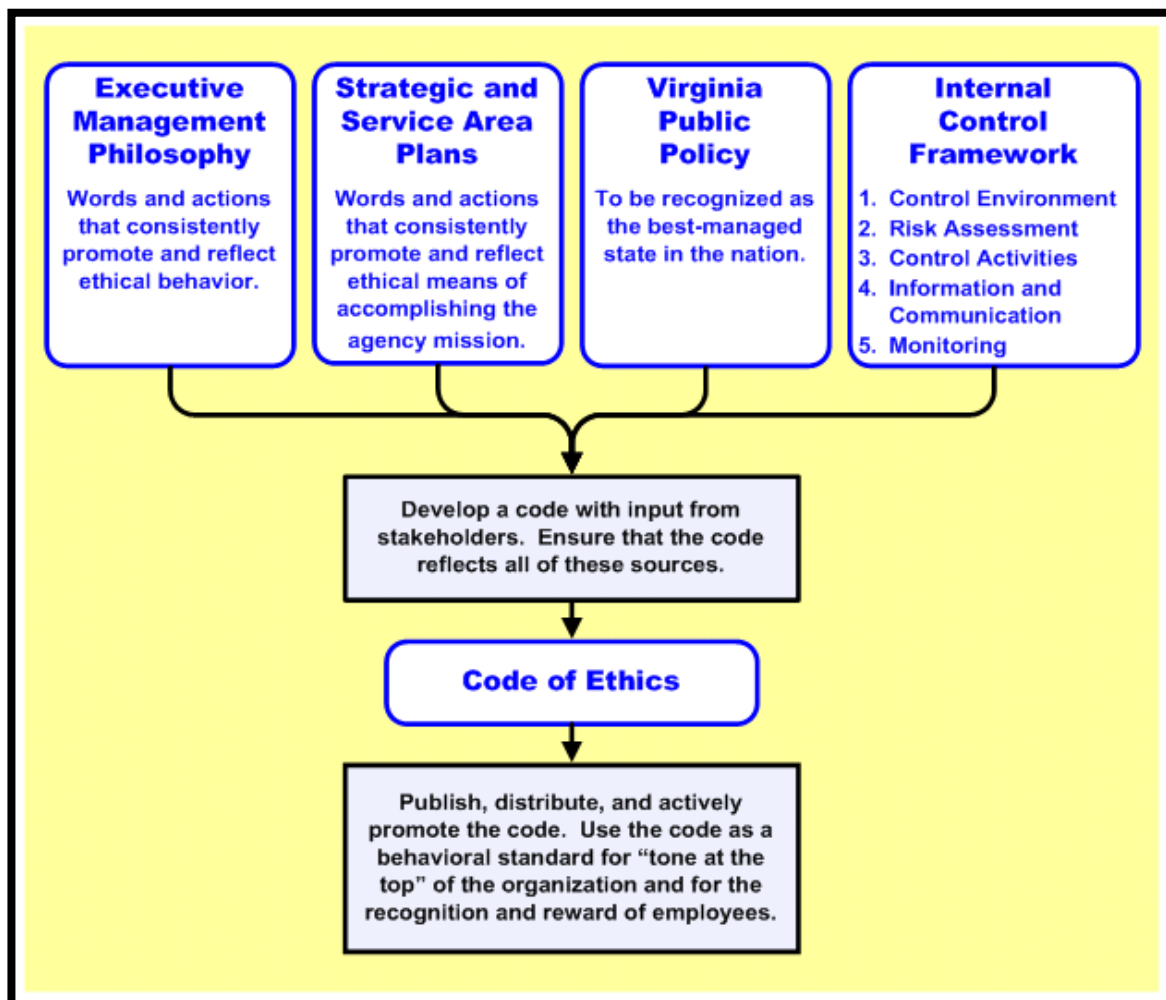 Executive
Management
Philosophy
Words and actions
that consistently
promote and reflect
ethical behavior.
Strategic and
Service Area
Plans
Words and actions
that consistently
promote and reflect
ethical means of
accomplishing the
agency mission.
Virginia
Public
Policy
To be recognized as
the best-managed
state in the nation.
Internal
Control
Framework
1. Control Environment
2. Risk Assessment
3. Control Activities
4. Information and
Communication
5. Monitoring
Develop a code with input from
stakeholders. Ensure that the code
reflects all of these sources.
Code of Ethics
Publish, distribute, and actively
promote the code. Use the code as a
behavioral standard for “tone at the
top” of the organization and for the
recognition and reward of employees.